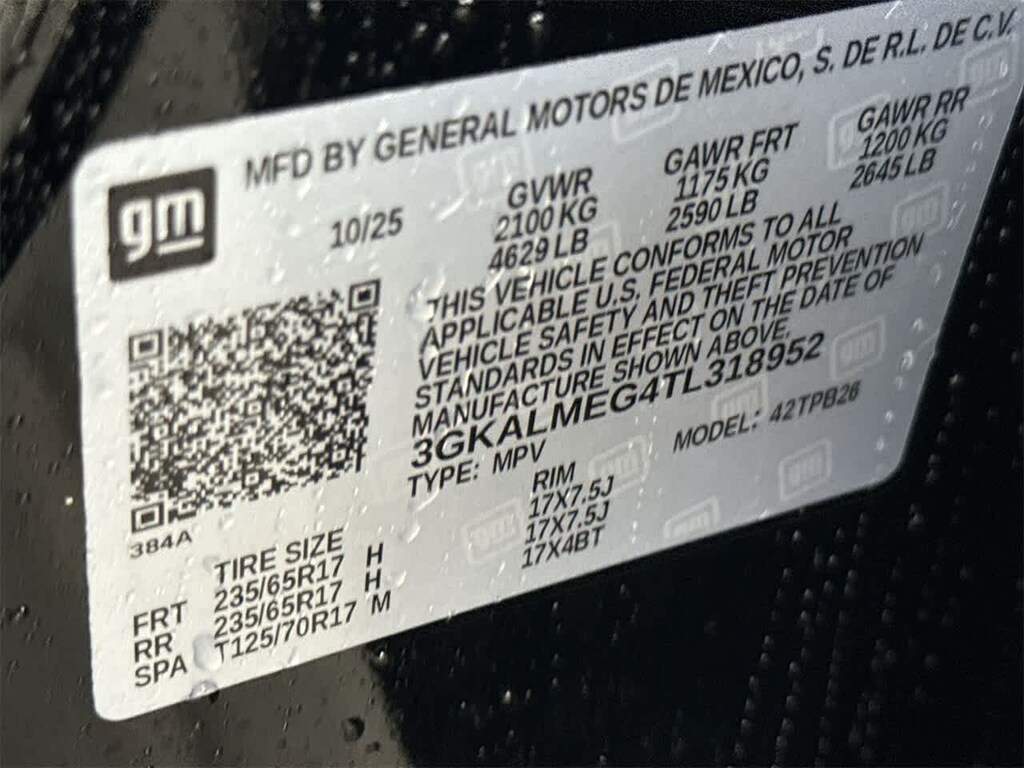 MFD BY GENERAL MOTORS DE MEXICO, S. DE R.L. DE C.V.
gm
10/25
GVWR
2100 KG
4629 LB
GAWR FRT
1175 KG
2590 LB
GAWR RR
1200 KG
2645 LB
THIS VEHICLE CONFORMS TO ALL
APPLICABLE U.S. FEDERAL MOTOR
VEHICLE SAFETY AND THEFT PREVENTION
STANDARDS IN EFFECT ON THE DATE OF
MANUFACTURE SHOWN ABOVE.
3GKALMEG4TL318952
TYPE: MPV
MODEL: 42TPB26
384A
TIRE SIZE
RIM
FRT 235/65R17 H 17X7.5J
RR 235/65R17 H 17X7.5J
SPA T125/70R17 M 17X4BT